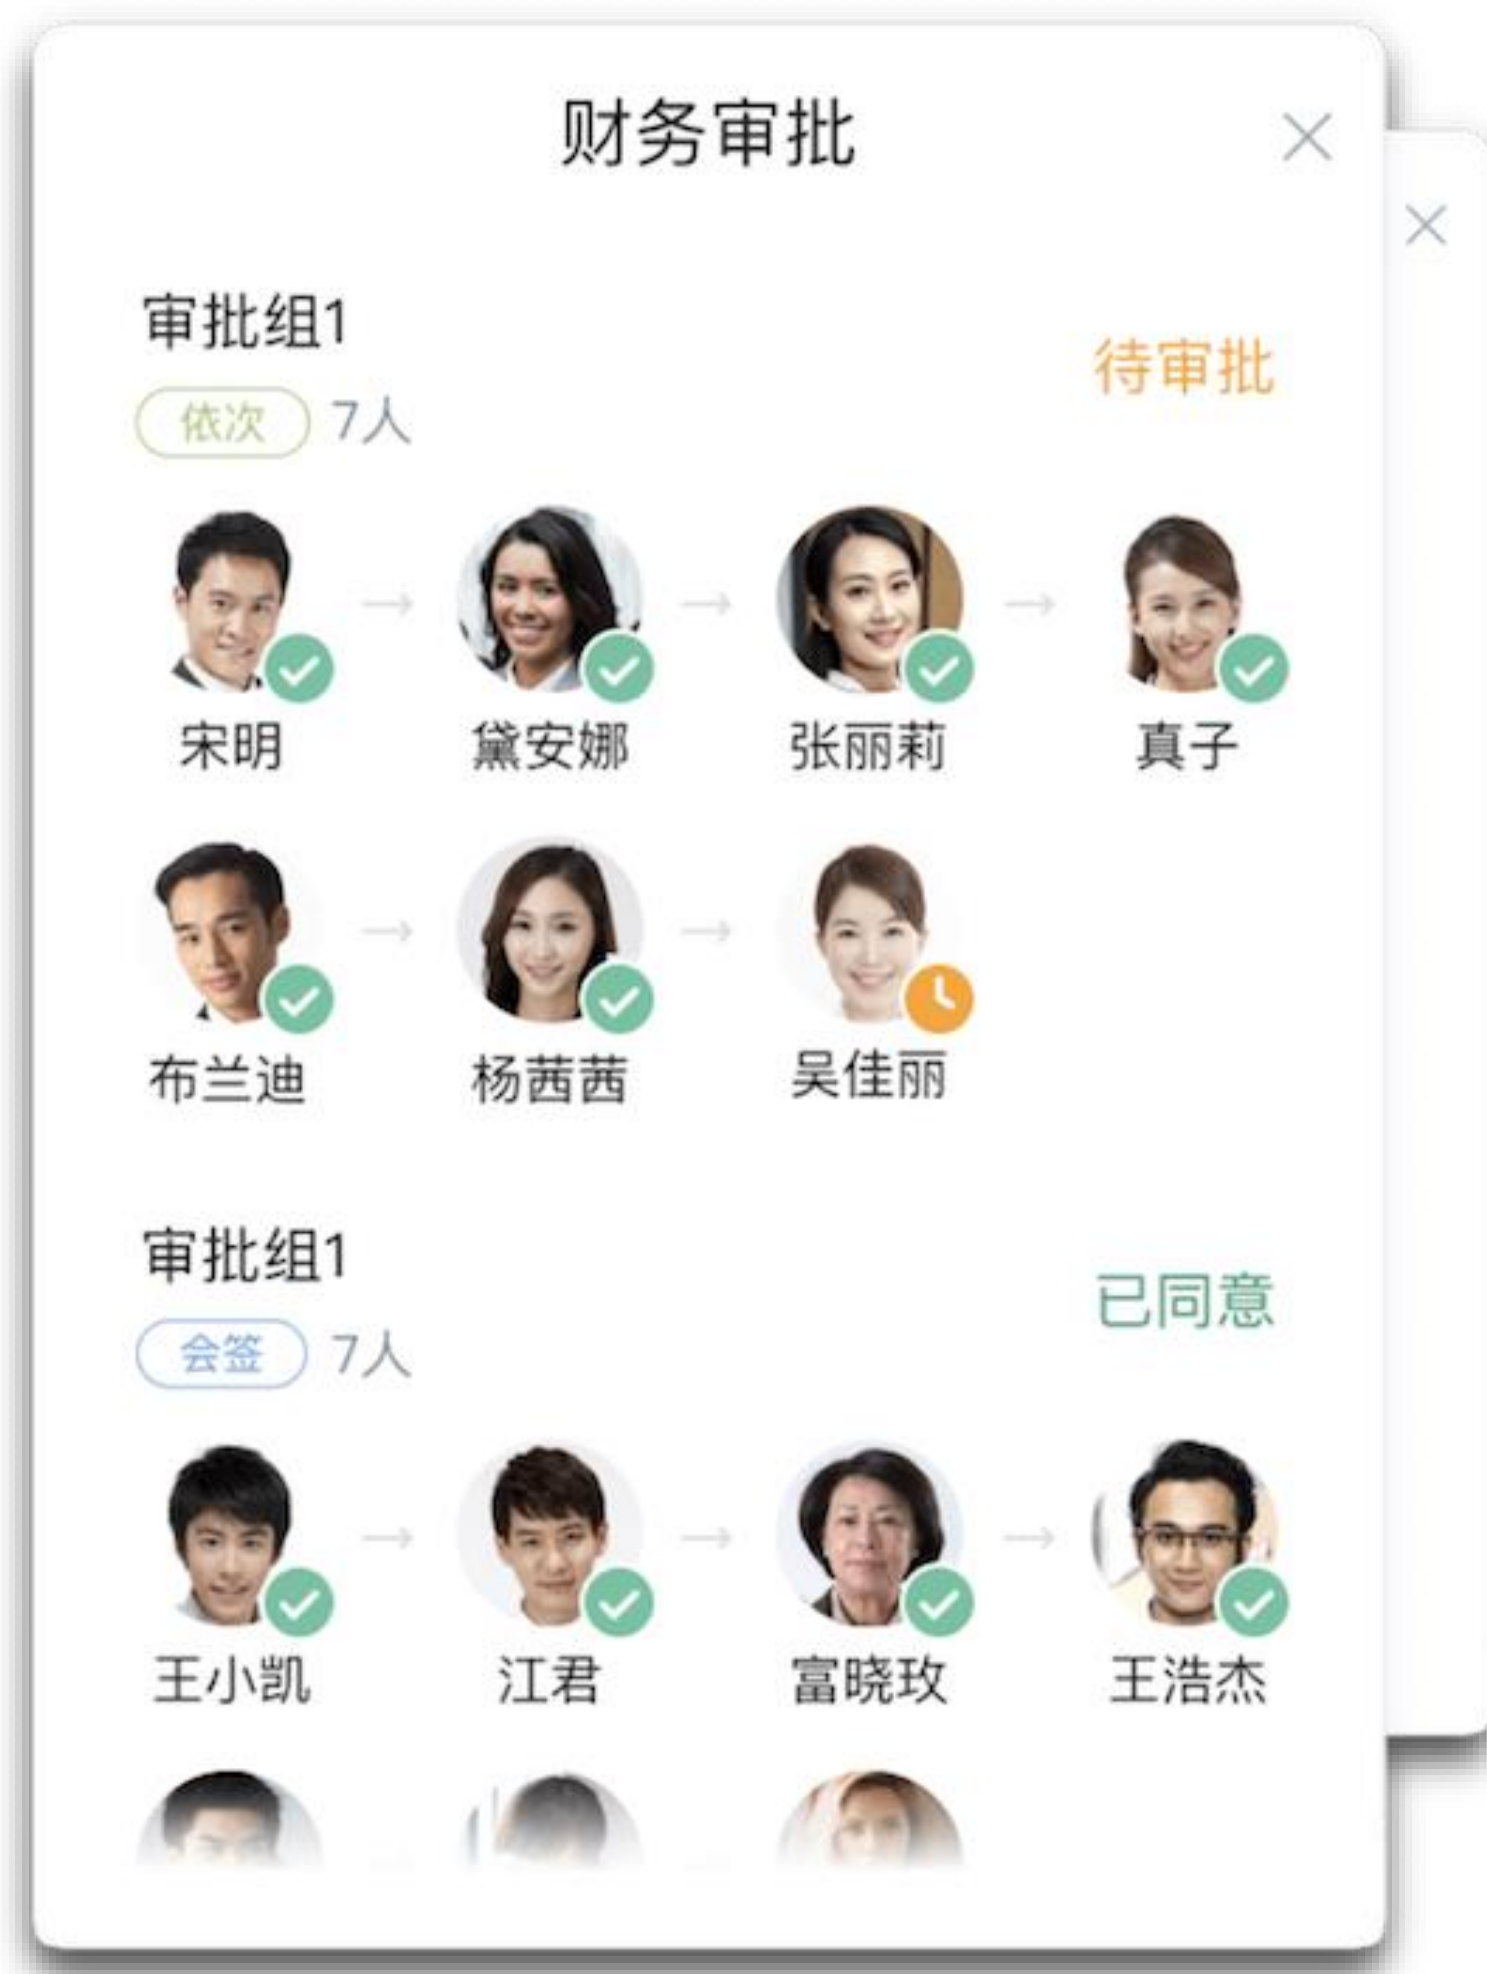 财务审批
审批组1
待审批
依次 7人
宋明 黛安娜 张丽莉 真子
布兰迪 杨茜茜 吴佳丽
审批组1
已同意
会签 7人
王小凯 江君 富晓玫 王浩杰